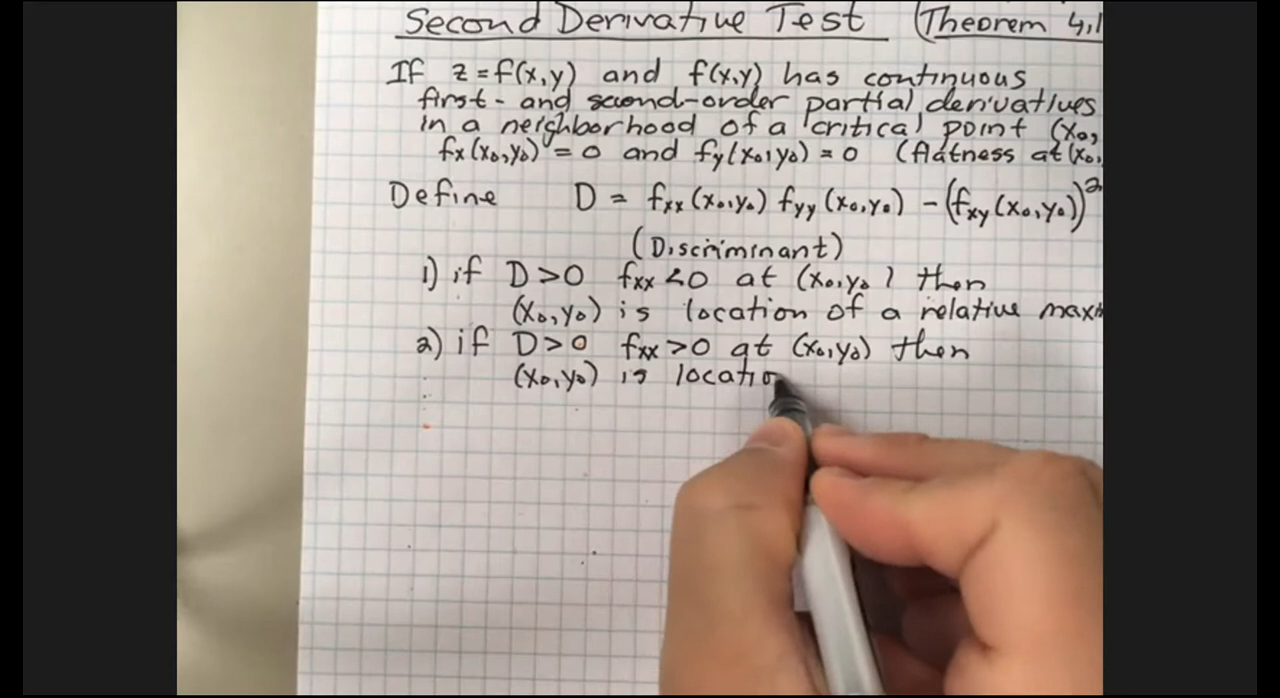 Second Derivative Test (Theorem 4,1
If z = f(x,y) and f(x,y) has continuous
first- and second-order partial derivatives
in a neighborhood of a critical point (x₀,
fx(x₀,y₀) = 0 and fy(x₀,y₀) = 0 (flatness at (x₀,
Define D = fxx(x₀,y₀) fyy(x₀,y₀) - (fxy(x₀,y₀))²
(Discriminant)
1) if D>0 fxx<0 at (x₀,y₀) then
(x₀,y₀) is location of a relative maxi
2) if D>0 fxx>0 at (x₀,y₀) then
(x₀,y₀) is locatio